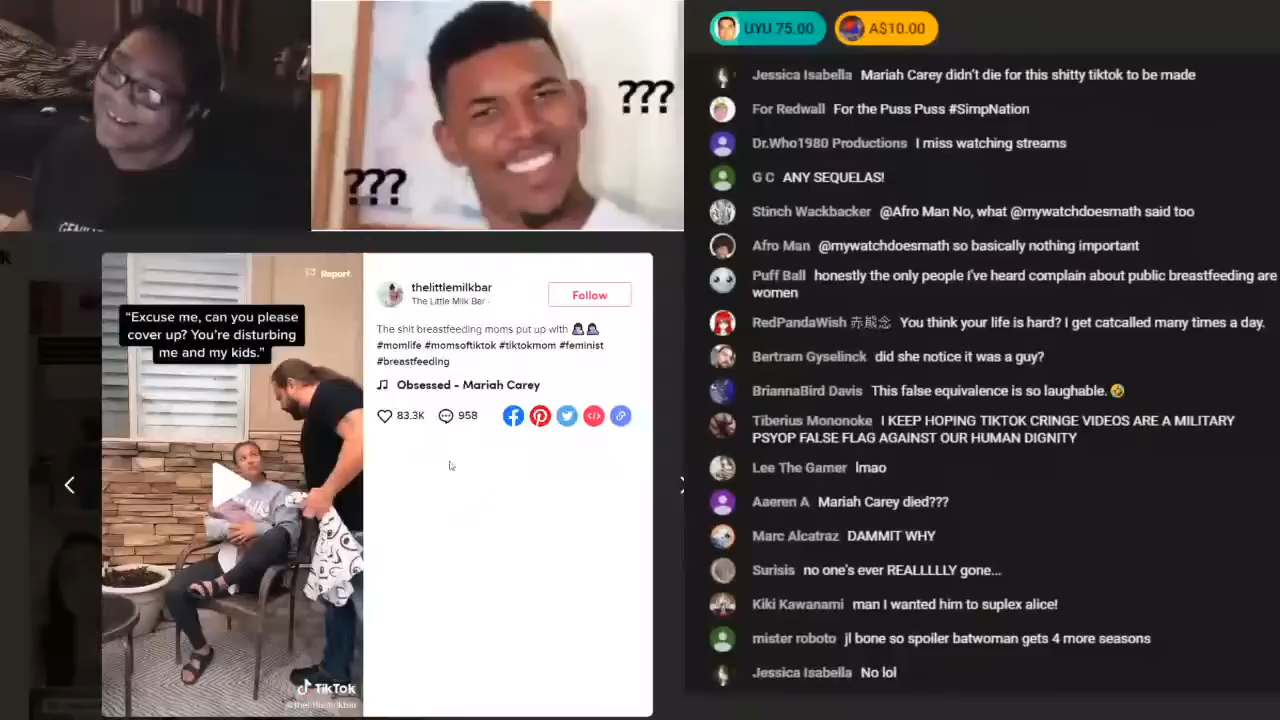 ???
???
“Excuse me, can you please
cover up? You’re disturbing
me and my kids.”
Report
TikTok
@thelittlemilkbar
thelittlemilkbar
The Little Milk Bar ·
Follow
The shit breastfeeding moms put up with
#momlife #momsoftiktok #tiktokmom #feminist
#breastfeeding
Obsessed - Mariah Carey
83.3K 958
UYU 75.00 A$10.00
Jessica Isabella Mariah Carey didn't die for this shitty tiktok to be made
For Redwall For the Puss Puss #SimpNation
Dr.Who1980 Productions I miss watching streams
G C ANY SEQUELAS!
Stinch Wackbacker @Afro Man No, what @mywatchdoesmath said too
Afro Man @mywatchdoesmath so basically nothing important
Puff Ball honestly the only people I've heard complain about public breastfeeding are
women
RedPandaWish 赤熊念 You think your life is hard? I get catcalled many times a day.
Bertram Gyselinck did she notice it was a guy?
BriannaBird Davis This false equivalence is so laughable. 🤣
Tiberius Mononoke I KEEP HOPING TIKTOK CRINGE VIDEOS ARE A MILITARY
PSYOP FALSE FLAG AGAINST OUR HUMAN DIGNITY
Lee The Gamer lmao
Aaeren A Mariah Carey died???
Marc Alcatraz DAMMIT WHY
Surisis no one's ever REALLLLLY gone...
Kiki Kawanami man I wanted him to suplex alice!
mister roboto jl bone so spoiler batwoman gets 4 more seasons
Jessica Isabella No lol